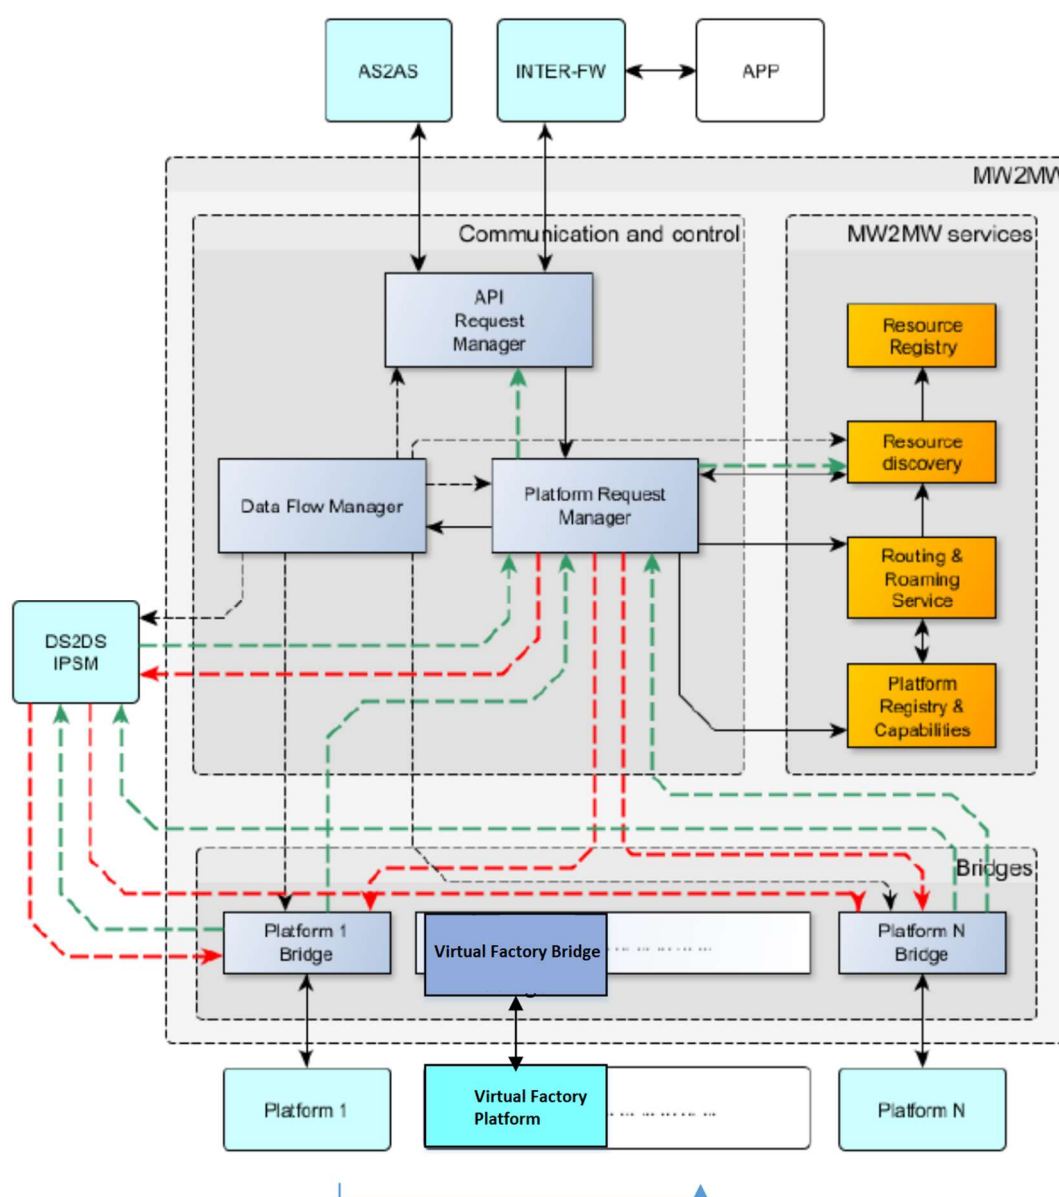 AS2AS
INTER-FW
APP
MW2MW
Communication and control
MW2MW services
API
Request
Manager
Resource
Registry
Resource
discovery
Data Flow Manager
Platform Request
Manager
Routing &
Roaming
Service
DS2DS
IPSM
Platform
Registry &
Capabilities
Bridges
Platform 1
Bridge
Virtual Factory Bridge
... ... ... ... ...
Platform N
Bridge
Platform 1
Virtual Factory
Platform
... ... ... ... ...
Platform N